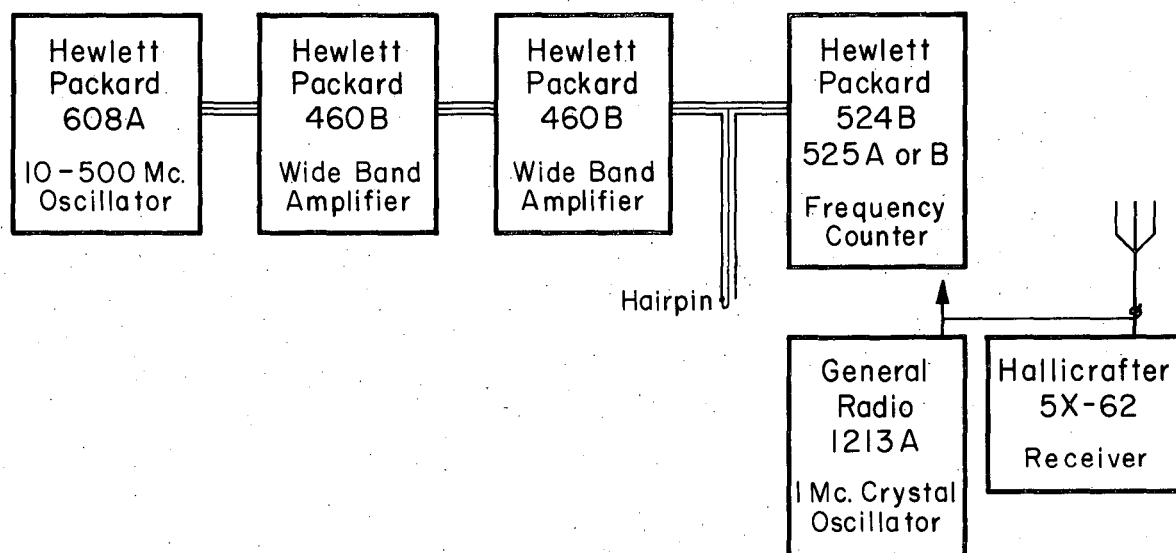 Hewlett
Packard
608A
10-500 Mc.
Oscillator
Hewlett
Packard
460B
Wide Band
Amplifier
Hewlett
Packard
460B
Wide Band
Amplifier
Hewlett
Packard
524B
525A or B
Frequency
Counter
Hairpin
General
Radio
1213A
1 Mc. Crystal
Oscillator
Hallicrafter
5X-62
Receiver